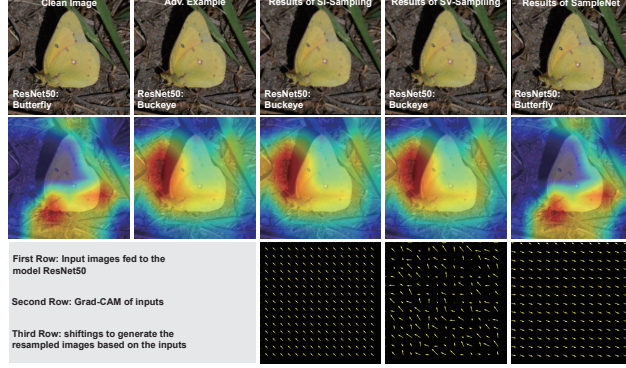 Clean Image
Adv. Example
Results of SI-Sampling
Results of SV-Sampling
Results of SampleNet
ResNet50:
Butterfly
ResNet50:
Buckeye
ResNet50:
Buckeye
ResNet50:
Buckeye
ResNet50:
Butterfly
First Row: Input images fed to the
model ResNet50
Second Row: Grad-CAM of inputs
Third Row: shiftings to generate the
resampled images based on the inputs